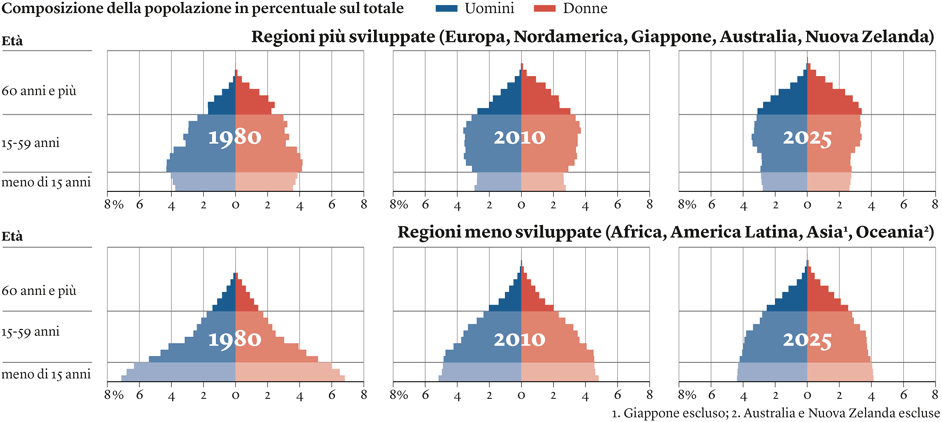 Composizione della popolazione in percentuale sul totale Uomini Donne
Età
Regioni più sviluppate (Europa, Nordamerica, Giappone, Australia, Nuova Zelanda)
60 anni e più
15-59 anni
meno di 15 anni
1980 2010 2025
8% 6 4 2 0 2 4 6 8 8% 6 4 2 0 2 4 6 8 8% 6 4 2 0 2 4 6 8
Età
Regioni meno sviluppate (Africa, America Latina, Asia¹, Oceania²)
60 anni e più
15-59 anni
meno di 15 anni
1980 2010 2025
8% 6 4 2 0 2 4 6 8 8% 6 4 2 0 2 4 6 8 8% 6 4 2 0 2 4 6 8
1. Giappone escluso; 2. Australia e Nuova Zelanda escluse